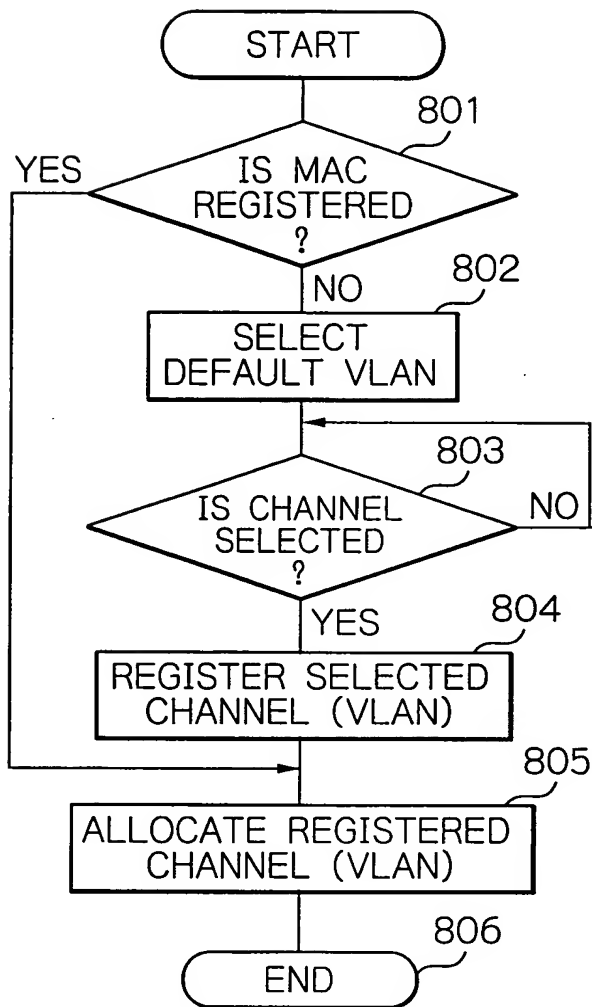 START
801
YES
IS MAC
REGISTERED
?
NO
802
SELECT
DEFAULT VLAN
803
IS CHANNEL
SELECTED
?
NO
YES
804
REGISTER SELECTED
CHANNEL (VLAN)
805
ALLOCATE REGISTERED
CHANNEL (VLAN)
806
END